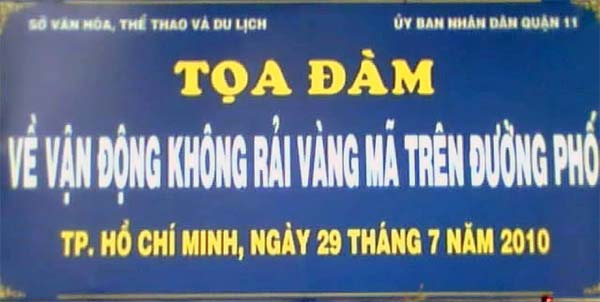 SỞ VĂN HÓA, THỂ THAO VÀ DU LỊCH ỦY BAN NHÂN DÂN QUẬN 11
TỌA ĐÀM
VỀ VẬN ĐỘNG KHÔNG RẢI VÀNG MÃ TRÊN ĐƯỜNG PHỐ
TP. HỒ CHÍ MINH, NGÀY 29 THÁNG 7 NĂM 2010